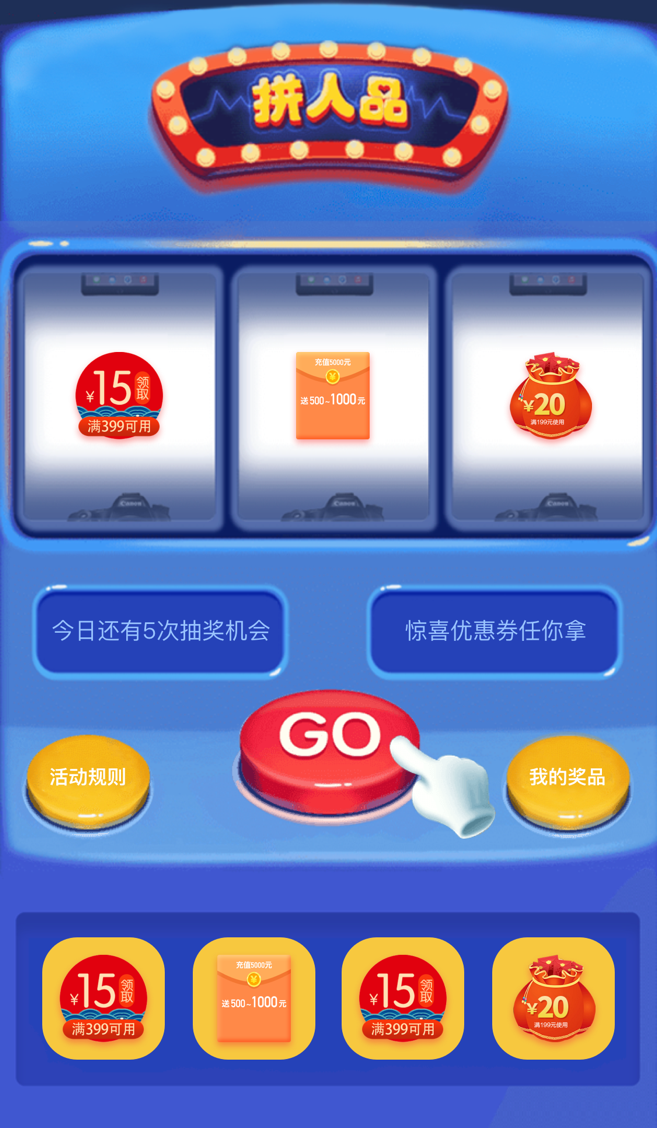 拼人品
¥15
领取
满399可用
充值5000元
¥
送500~1000元
¥20
满199元使用
Canon
Canon
Canon
今日还有5次抽奖机会
惊喜优惠券任你拿
GO
活动规则
我的奖品
¥15
领取
满399可用
充值5000元
¥
送500~1000元
¥15
领取
满399可用
¥20
满199元使用